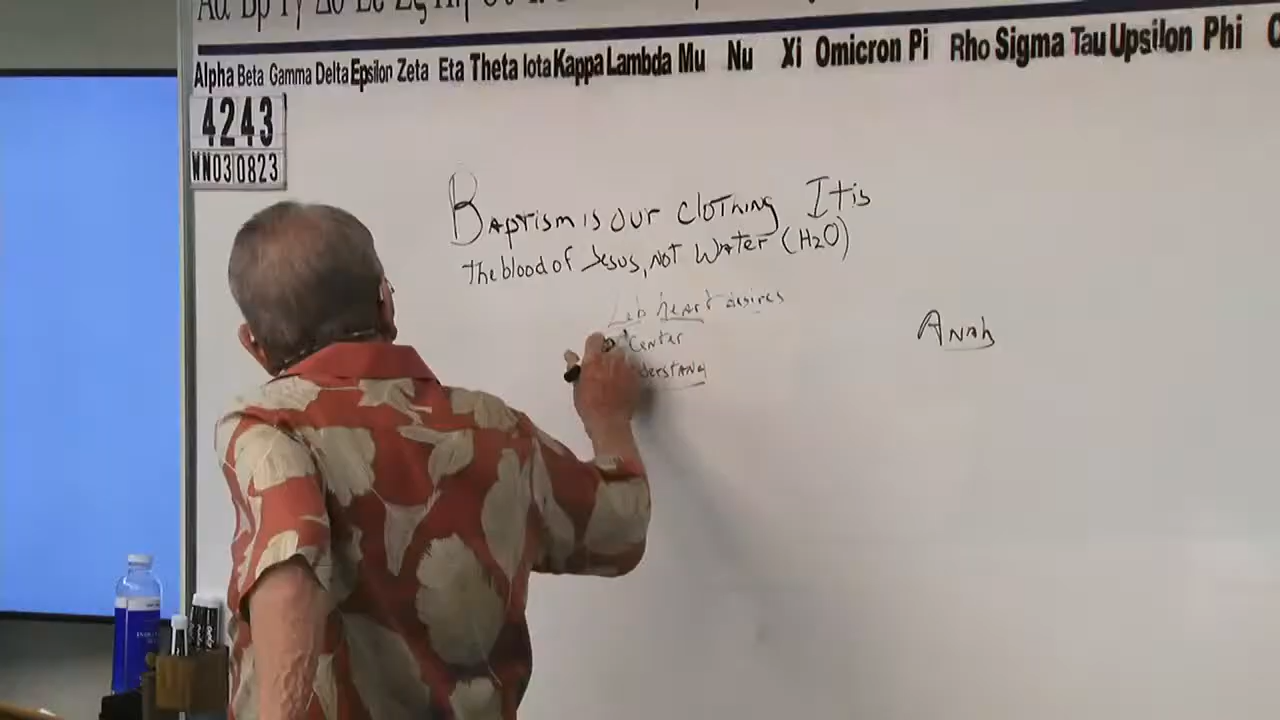 Alpha Beta Gamma Delta Epsilon Zeta Eta Theta Iota Kappa Lambda Mu Nu Xi Omicron Pi Rho Sigma Tau Upsilon Phi
4243
WN030823
Baptism is our clothing It is
the blood of Jesus, not water (H2O)
Leb heart desires
Center
Anah